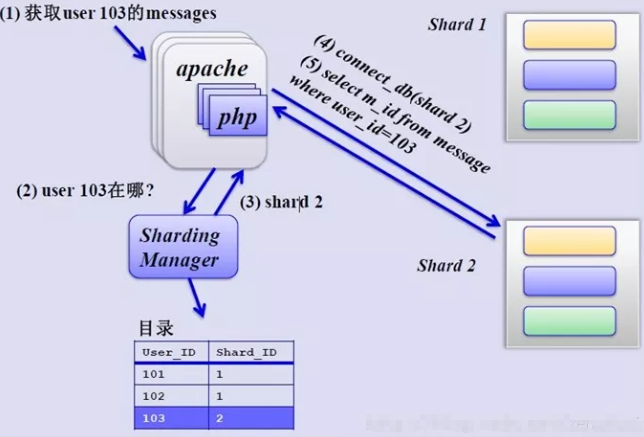 (1) 获取user 103的messages
Shard 1
apache
php
(4) connect_db(shard 2)
(5) select m_id from message
where user_id=103
(2) user 103在哪?
(3) shard 2
Sharding
Manager
Shard 2
目录
User_ID Shard_ID
101 1
102 1
103 2